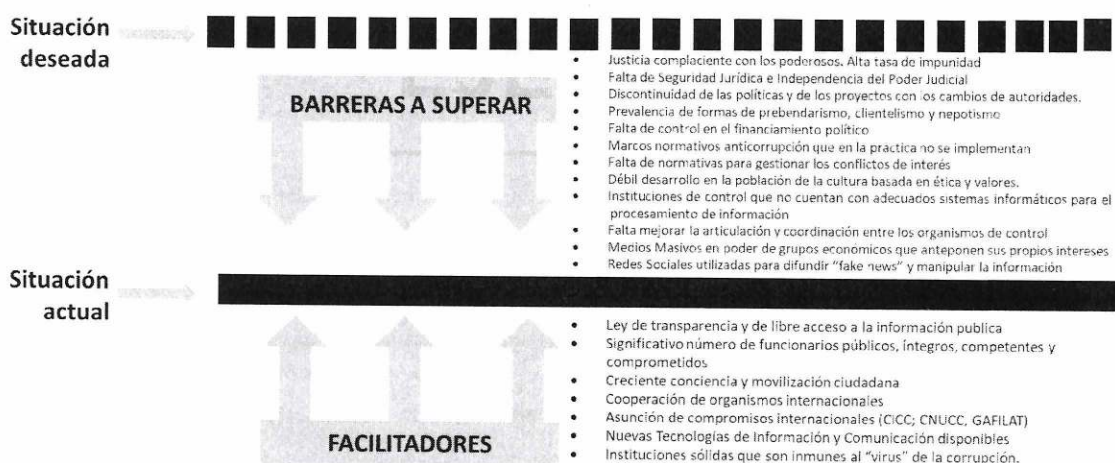 Situación
deseada
BARRERAS A SUPERAR
• Justicia complaciente con los poderosos. Alta tasa de impunidad
• Falta de Seguridad Jurídica e Independencia del Poder Judicial
• Discontinuidad de las políticas y de los proyectos con los cambios de autoridades.
• Prevalencia de formas de prebendarismo, clientelismo y nepotismo
• Falta de control en el financiamiento político
• Marcos normativos anticorrupción que en la practica no se implementan
• Falta de normativas para gestionar los conflictos de interés
• Débil desarrollo en la población de la cultura basada en ética y valores.
• Instituciones de control que no cuentan con adecuados sistemas informáticos para el
procesamiento de información
• Falta mejorar la articulación y coordinación entre los organismos de control
• Medios Masivos en poder de grupos económicos que anteponen sus propios intereses
• Redes Sociales utilizadas para difundir "fake news" y manipular la información
Situación
actual
• Ley de transparencia y de libre acceso a la información publica
• Significativo número de funcionarios públicos, íntegros, competentes y
comprometidos
• Creciente conciencia y movilización ciudadana
• Cooperación de organismos internacionales
• Asunción de compromisos internacionales (CICC; CNUCC, GAFILAT)
• Nuevas Tecnologías de Información y Comunicación disponibles
• Instituciones sólidas que son inmunes al "virus" de la corrupción.
FACILITADORES